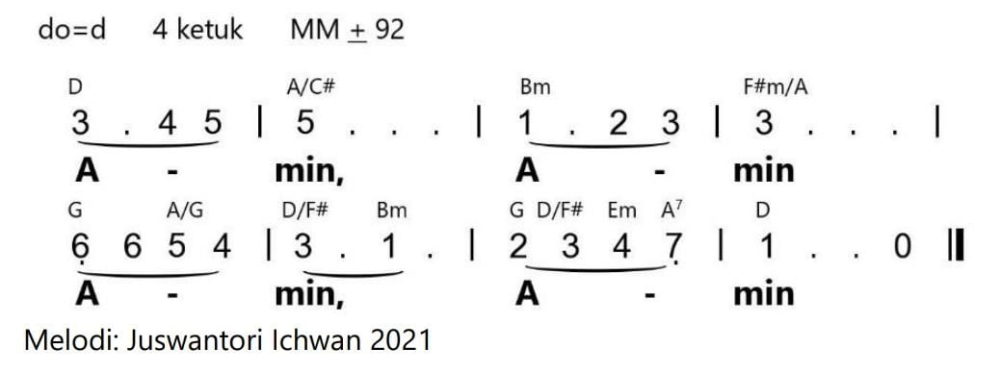 do=d 4 ketuk MM ± 92
D A/C# Bm F#m/A
3 . 4 5 | 5 . . . | 1 . 2 3 | 3 . . . |
A - min, A - min
G A/G D/F# Bm G D/F# Em A⁷ D
6̣ 6 5 4 | 3 . 1 . | 2 3 4 7̣ | 1 . . 0 ||
A - min, A - min
Melodi: Juswantori Ichwan 2021